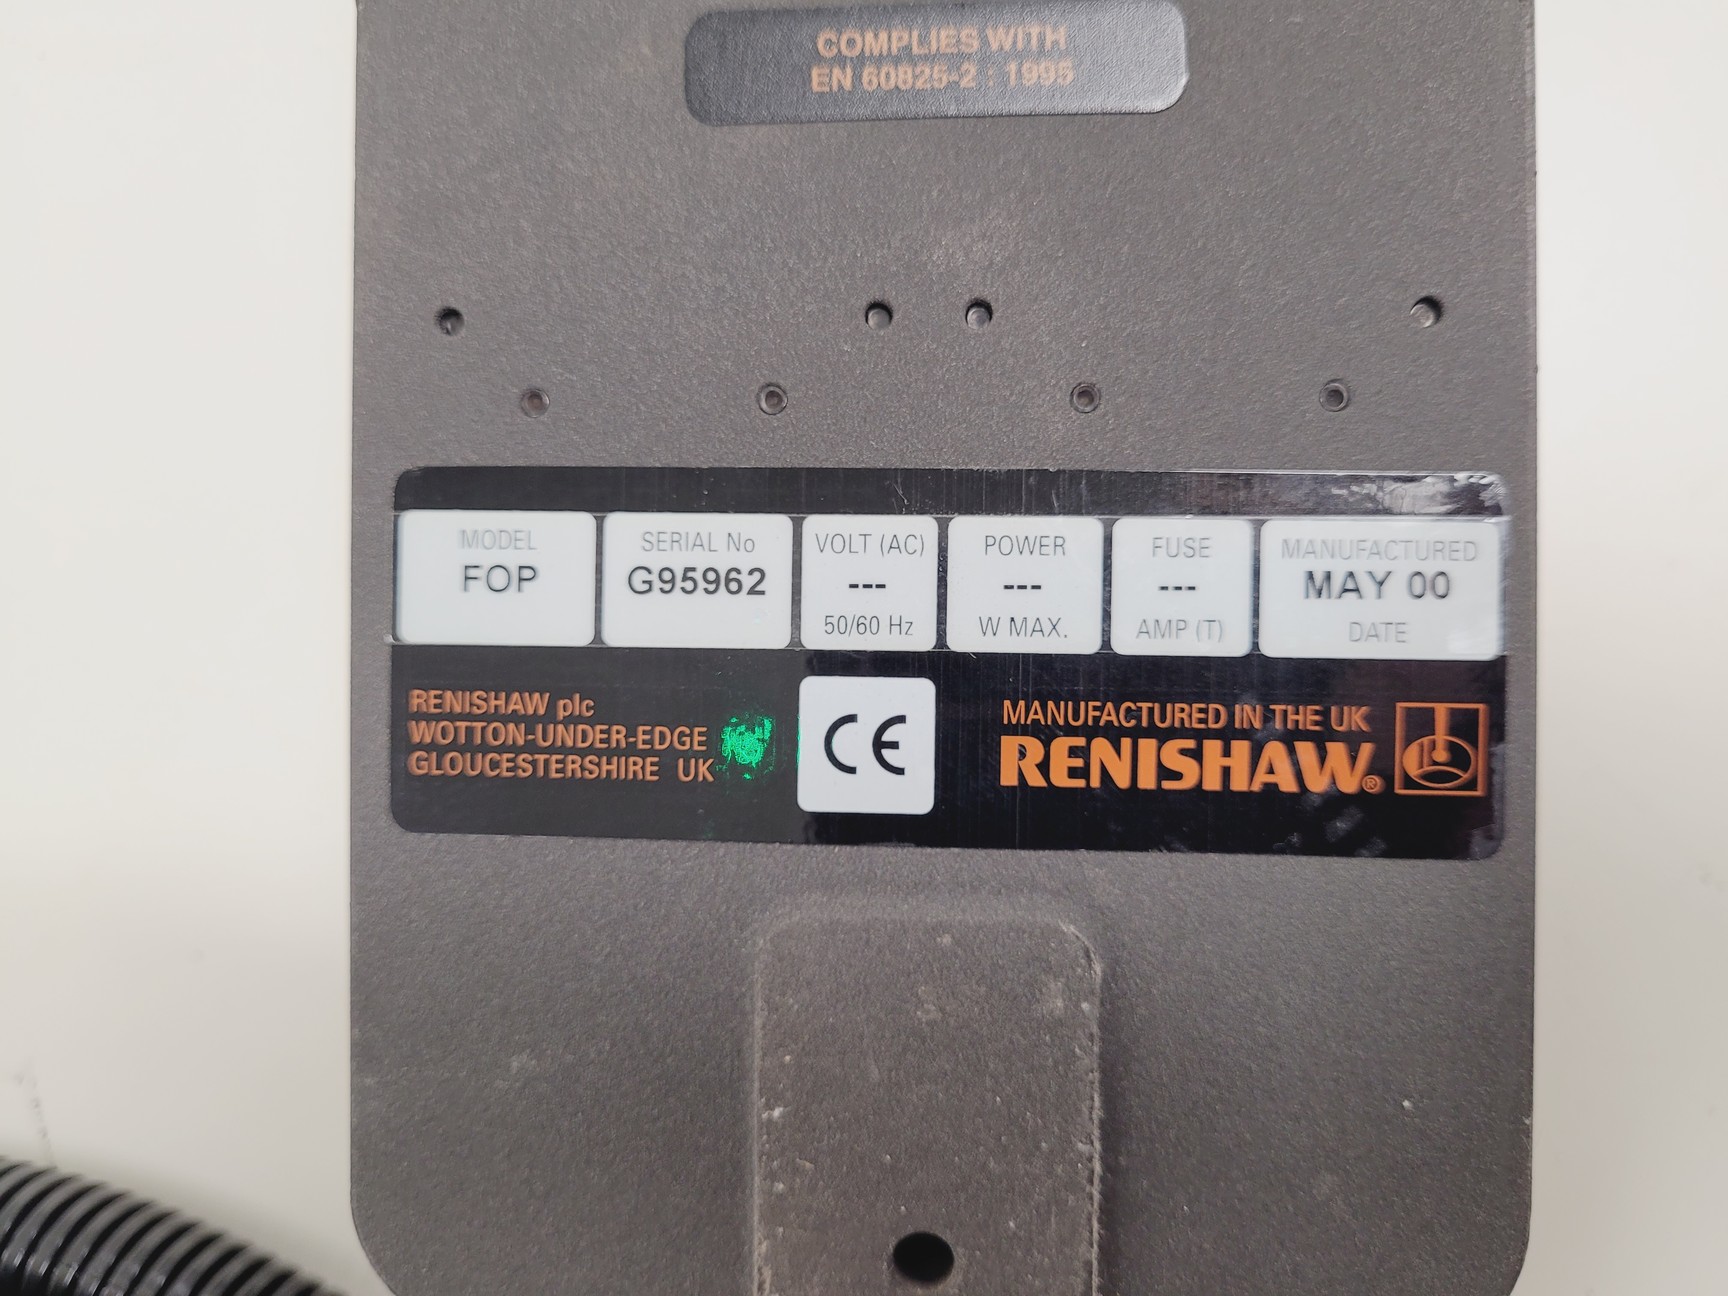 COMPLIES WITH
EN 60825-2 : 1995
MODEL
FOP
SERIAL No
G95962
VOLT (AC)
---
50/60 Hz
POWER
---
W MAX.
FUSE
---
AMP (T)
MANUFACTURED
MAY 00
DATE
RENISHAW plc
WOTTON-UNDER-EDGE
GLOUCESTERSHIRE UK
CE
MANUFACTURED IN THE UK
RENISHAW®